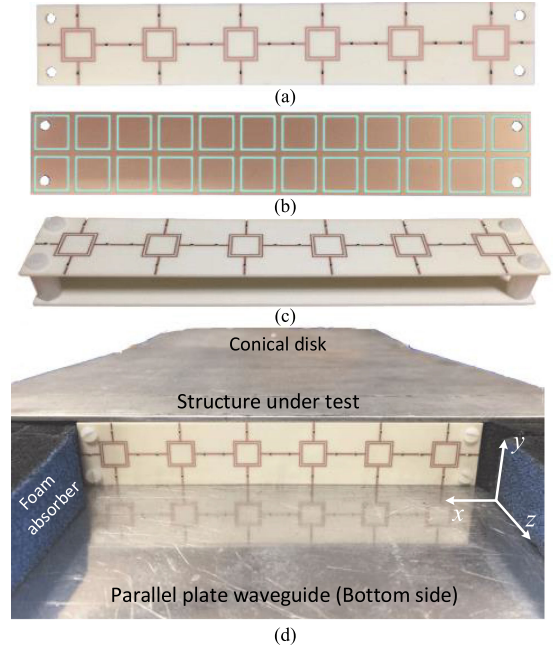 (a)
(b)
(c)
Conical disk
Structure under test
Foam
absorber
y
x
z
Parallel plate waveguide (Bottom side)
(d)